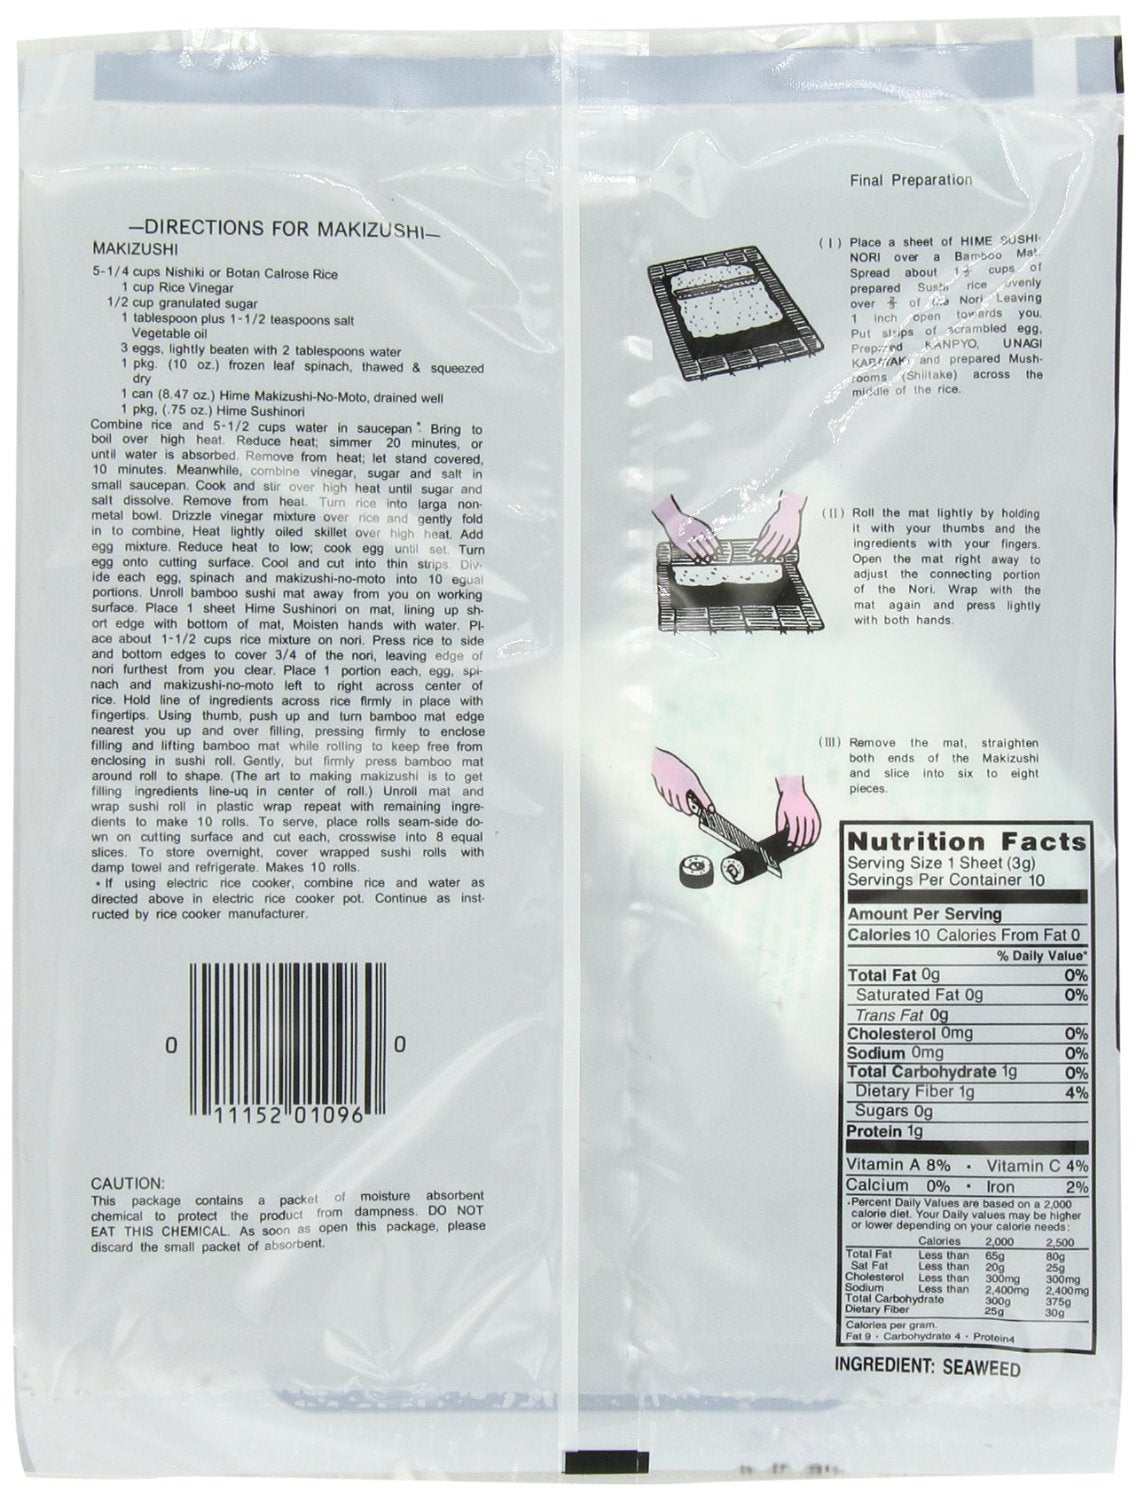 —DIRECTIONS FOR MAKIZUSHI—
MAKIZUSHI
5-1/4 cups Nishiki or Botan Calrose Rice
1 cup Rice Vinegar
1/2 cup granulated sugar
1 tablespoon plus 1-1/2 teaspoons salt
Vegetable oil
3 eggs, lightly beaten with 2 tablespoons water
1 pkg. (10 oz.) frozen leaf spinach, thawed & squeezed
dry
1 can (8.47 oz.) Hime Makizushi-No-Moto, drained well
1 pkg, (.75 oz.) Hime Sushinori
Combine rice and 5-1/2 cups water in saucepan*. Bring to
boil over high heat. Reduce heat; simmer 20 minutes, or
until water is absorbed. Remove from heat; let stand covered,
10 minutes. Meanwhile, combine vinegar, sugar and salt in
small saucepan. Cook and stir over high heat until sugar and
salt dissolve. Remove from heat. Turn rice into larga non-
metal bowl. Drizzle vinegar mixture over rice and gently fold
in to combine, Heat lightly oiled skillet over high heat. Add
egg mixture. Reduce heat to low; cook egg until set. Turn
egg onto cutting surface. Cool and cut into thin strips. Div-
ide each egg, spinach and makizushi-no-moto into 10 egual
portions. Unroll bamboo sushi mat away from you on working
surface. Place 1 sheet Hime Sushinori on mat, lining up sh-
ort edge with bottom of mat, Moisten hands with water. Pl-
ace about 1-1/2 cups rice mixture on nori. Press rice to side
and bottom edges to cover 3/4 of the nori, leaving edge of
nori furthest from you clear. Place 1 portion each, egg, spi-
nach and makizushi-no-moto left to right across center of
rice. Hold line of ingredients across rice firmly in place with
fingertips. Using thumb, push up and turn bamboo mat edge
nearest you up and over filling, pressing firmly to enclose
filling and lifting bamboo mat while rolling to keep free from
enclosing in sushi roll. Gently, but firmly press bamboo mat
around roll to shape. (The art to making makizushi is to get
filling ingredients line-uq in center of roll.) Unroll mat and
wrap sushi roll in plastic wrap repeat with remaining ingre-
dients to make 10 rolls. To serve, place rolls seam-side do-
wn on cutting surface and cut each, crosswise into 8 equal
slices. To store overnight, cover wrapped sushi rolls with
damp towel and refrigerate. Makes 10 rolls.
* If using electric rice cooker, combine rice and water as
directed above in electric rice cooker pot. Continue as inst-
ructed by rice cooker manufacturer.
0 11152 01096 0
CAUTION:
This package contains a packet of moisture absorbent
chemical to protect the product from dampness. DO NOT
EAT THIS CHEMICAL. As soon as open this package, please
discard the small packet of absorbent.
Final Preparation
(I) Place a sheet of HIME SUSHI-
NORI over a Bamboo Mat.
Spread about 1½ cups of
prepared Sushi rice evenly
over ⅔ of the Nori Leaving
1 inch open towards you.
Put strips of scrambled egg,
Prepared KANPYO, UNAGI
KABAYAKI and prepared Mush-
rooms (Shiitake) across the
middle of the rice.
(II) Roll the mat lightly by holding
it with your thumbs and the
ingredients with your fingers.
Open the mat right away to
adjust the connecting portion
of the Nori. Wrap with the
mat again and press lightly
with both hands.
(III) Remove the mat, straighten
both ends of the Makizushi
and slice into six to eight
pieces.
Nutrition Facts
Serving Size 1 Sheet (3g)
Servings Per Container 10
Amount Per Serving
Calories 10 Calories From Fat 0
% Daily Value*
Total Fat 0g 0%
Saturated Fat 0g 0%
Trans Fat 0g
Cholesterol 0mg 0%
Sodium 0mg 0%
Total Carbohydrate 1g 0%
Dietary Fiber 1g 4%
Sugars 0g
Protein 1g
Vitamin A 8% • Vitamin C 4%
Calcium 0% • Iron 2%
•Percent Daily Values are based on a 2,000
calorie diet. Your Daily values may be higher
or lower depending on your calorie needs:
Calories 2,000 2,500
Total Fat Less than 65g 80g
Sat Fat Less than 20g 25g
Cholesterol Less than 300mg 300mg
Sodium Less than 2,400mg 2,400mg
Total Carbohydrate 300g 375g
Dietary Fiber 25g 30g
Calories per gram.
Fat 9 • Carbohydrate 4 • Protein4
INGREDIENT: SEAWEED